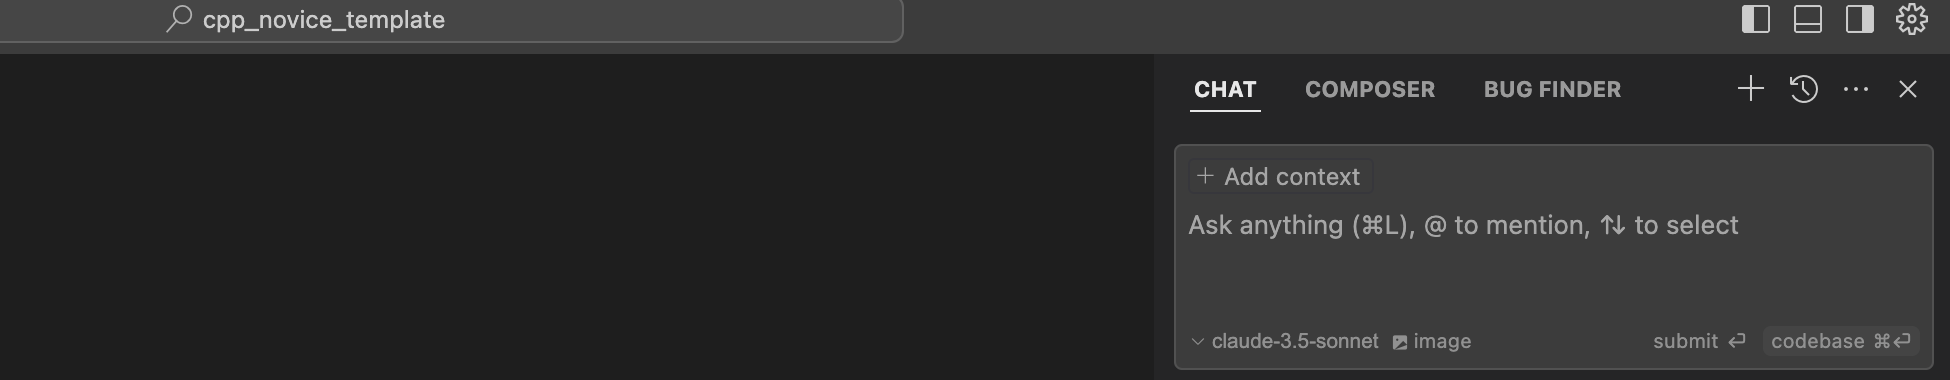 cpp_novice_template
CHAT COMPOSER BUG FINDER
+ Add context
Ask anything (⌘L), @ to mention, ↑↓ to select
claude-3.5-sonnet image submit ⏎ codebase ⌘⏎